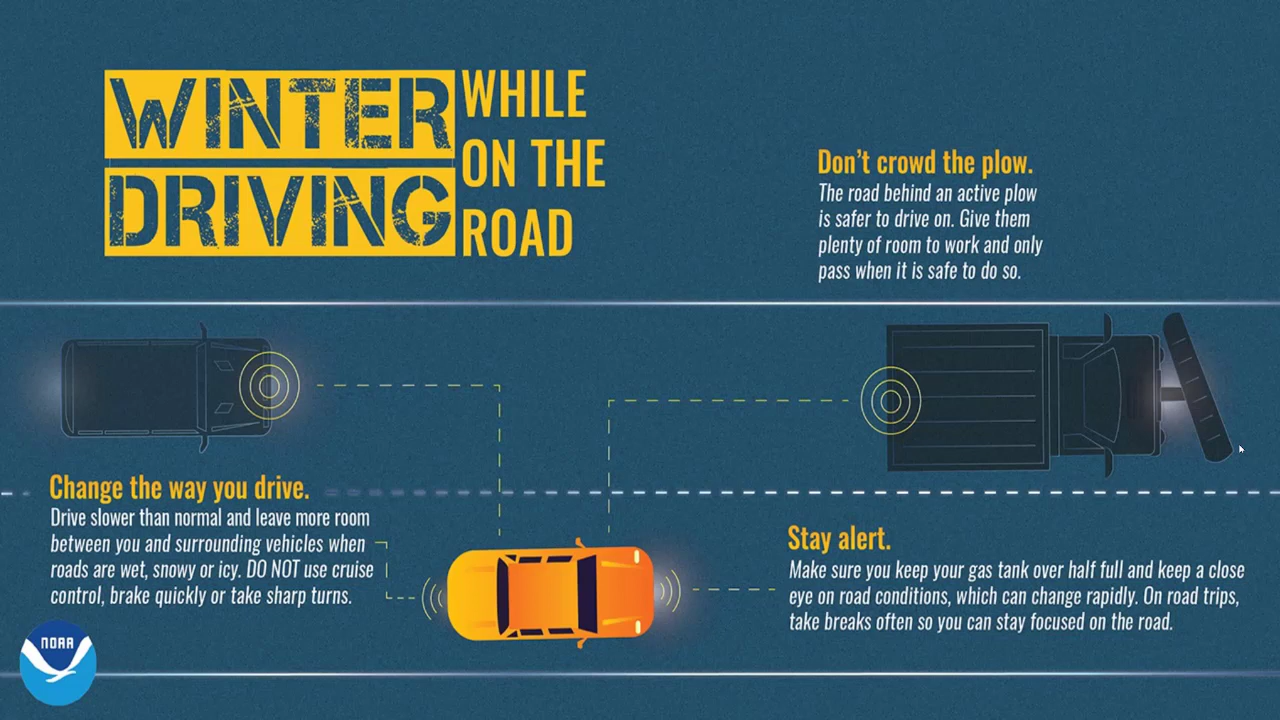 WINTER
DRIVING
WHILE
ON THE
ROAD
Don't crowd the plow.
The road behind an active plow
is safer to drive on. Give them
plenty of room to work and only
pass when it is safe to do so.
Change the way you drive.
Drive slower than normal and leave more room
between you and surrounding vehicles when
roads are wet, snowy or icy. DO NOT use cruise
control, brake quickly or take sharp turns.
Stay alert.
Make sure you keep your gas tank over half full and keep a close
eye on road conditions, which can change rapidly. On road trips,
take breaks often so you can stay focused on the road.
NOAA